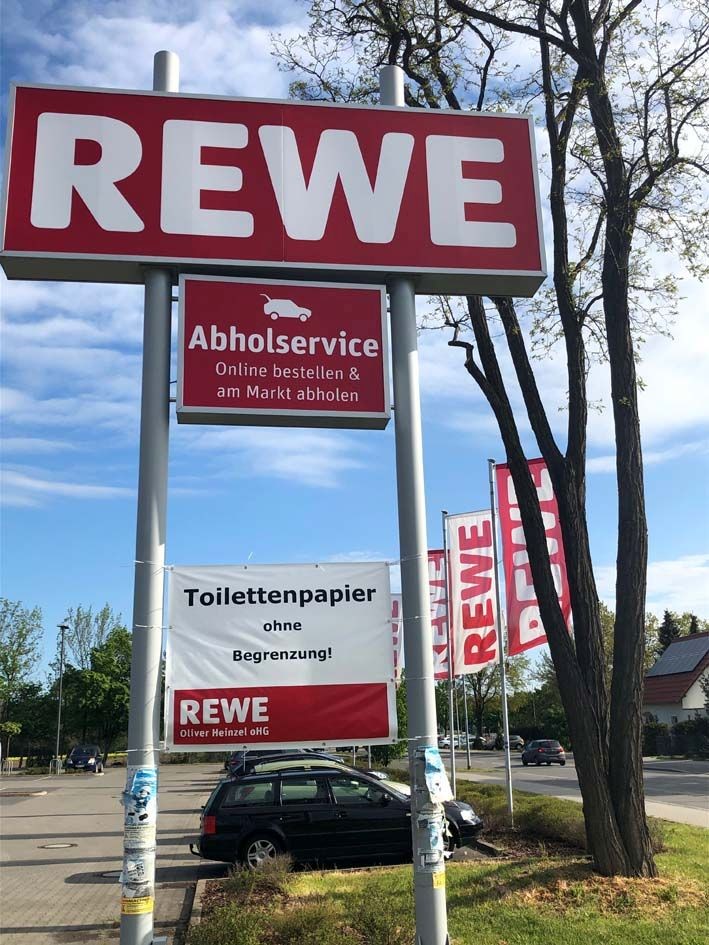 REWE
Abholservice
Online bestellen &
am Markt abholen
Toilettenpapier
ohne
Begrenzung!
REWE
Oliver Heinzel oHG
REWE
REWE
REWE